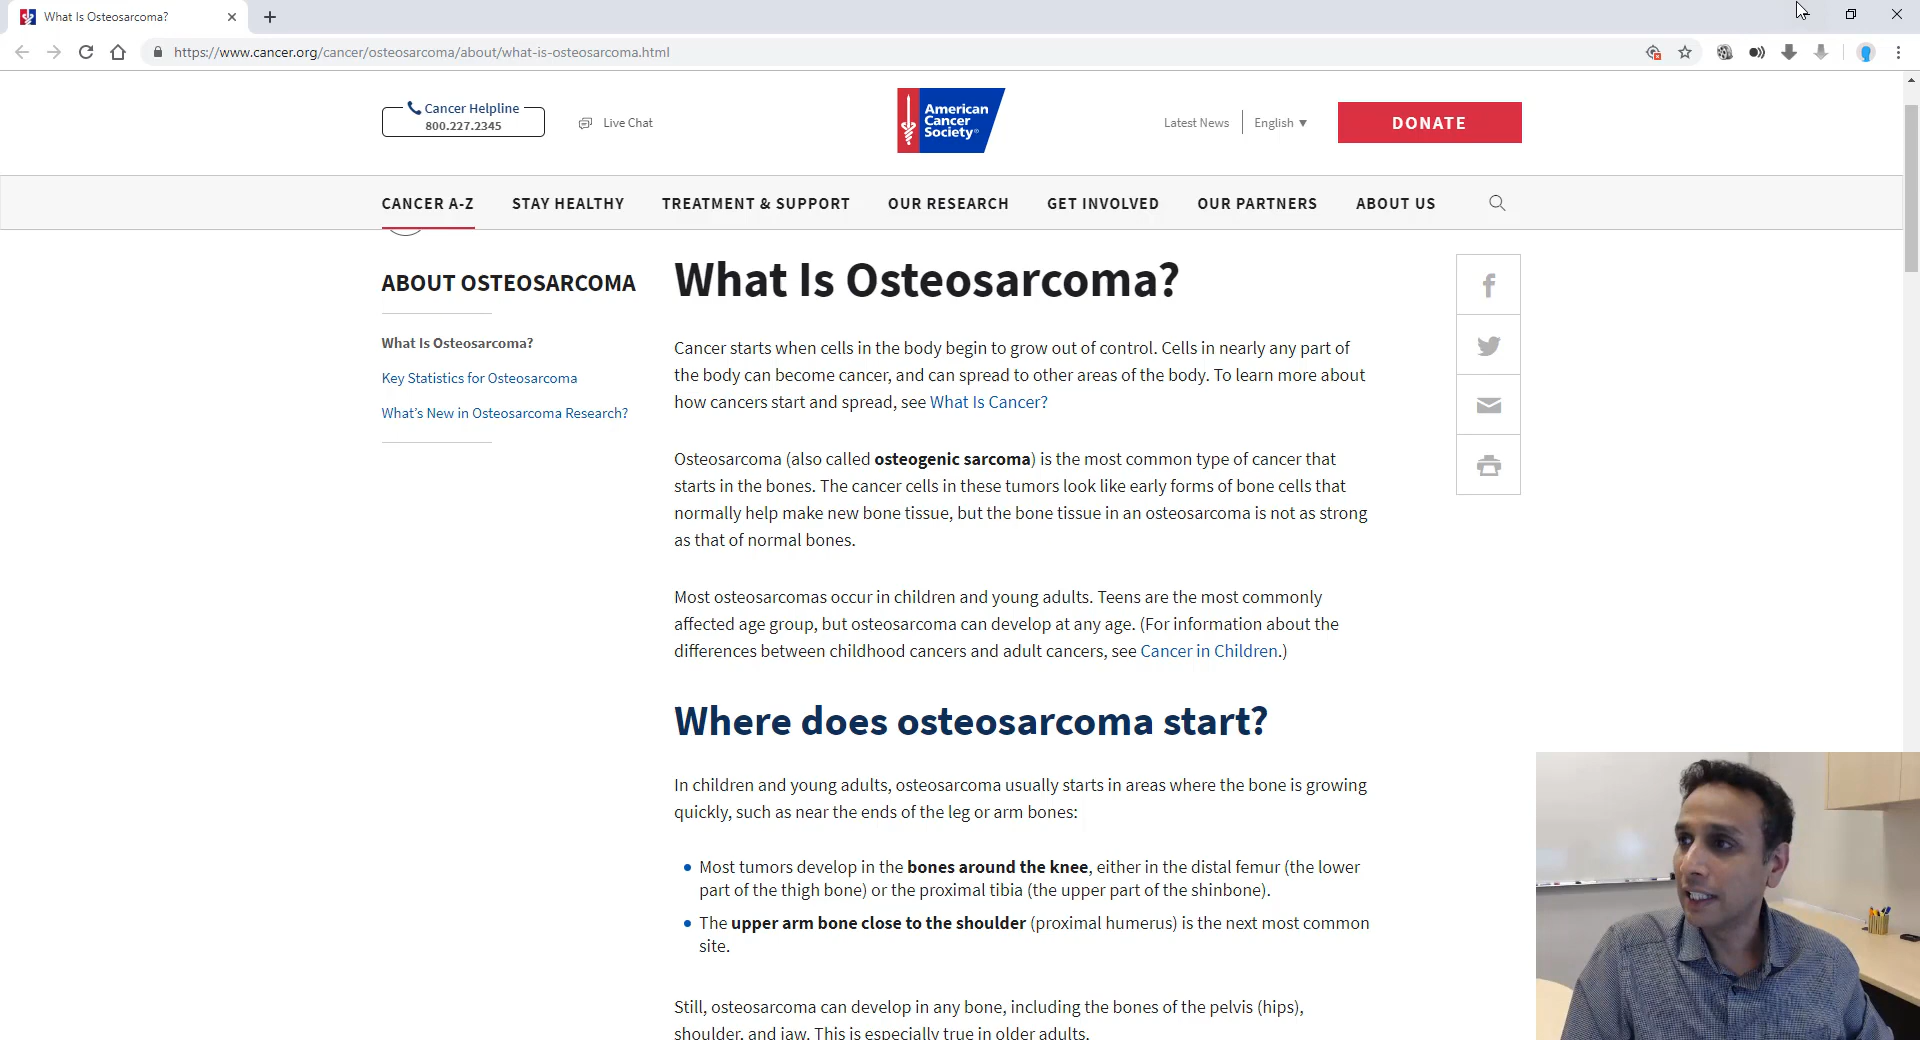 What Is Osteosarcoma?
https://www.cancer.org/cancer/osteosarcoma/about/what-is-osteosarcoma.html
Cancer Helpline
800.227.2345
Live Chat
American
Cancer
Society®
Latest News
English ▼
DONATE
CANCER A-Z
STAY HEALTHY
TREATMENT & SUPPORT
OUR RESEARCH
GET INVOLVED
OUR PARTNERS
ABOUT US
ABOUT OSTEOSARCOMA
What Is Osteosarcoma?
Key Statistics for Osteosarcoma
What's New in Osteosarcoma Research?
What Is Osteosarcoma?
Cancer starts when cells in the body begin to grow out of control. Cells in nearly any part of
the body can become cancer, and can spread to other areas of the body. To learn more about
how cancers start and spread, see What Is Cancer?
Osteosarcoma (also called osteogenic sarcoma) is the most common type of cancer that
starts in the bones. The cancer cells in these tumors look like early forms of bone cells that
normally help make new bone tissue, but the bone tissue in an osteosarcoma is not as strong
as that of normal bones.
Most osteosarcomas occur in children and young adults. Teens are the most commonly
affected age group, but osteosarcoma can develop at any age. (For information about the
differences between childhood cancers and adult cancers, see Cancer in Children.)
Where does osteosarcoma start?
In children and young adults, osteosarcoma usually starts in areas where the bone is growing
quickly, such as near the ends of the leg or arm bones:
• Most tumors develop in the bones around the knee, either in the distal femur (the lower
part of the thigh bone) or the proximal tibia (the upper part of the shinbone).
• The upper arm bone close to the shoulder (proximal humerus) is the next most common
site.
Still, osteosarcoma can develop in any bone, including the bones of the pelvis (hips),
shoulder, and jaw. This is especially true in older adults.